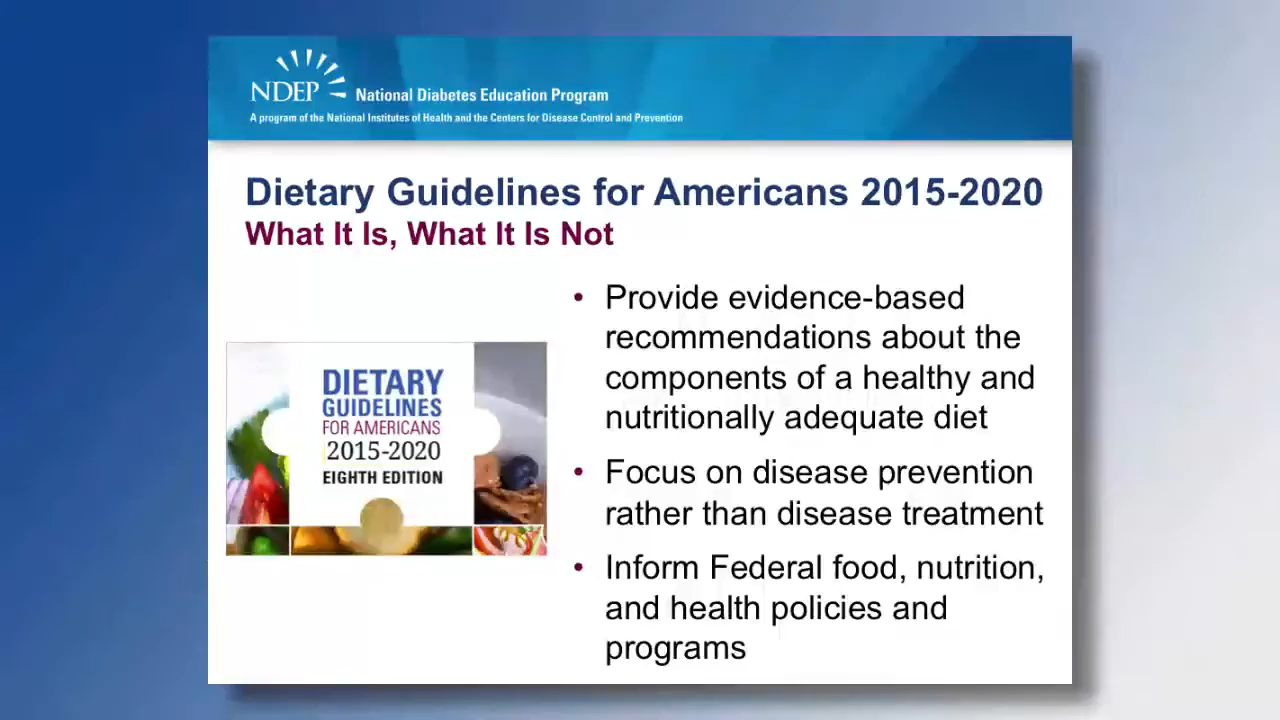 NDEP
National Diabetes Education Program
A program of the National Institutes of Health and the Centers for Disease Control and Prevention
Dietary Guidelines for Americans 2015-2020
What It Is, What It Is Not
DIETARY
GUIDELINES
FOR AMERICANS
2015-2020
EIGHTH EDITION
• Provide evidence-based
recommendations about the
components of a healthy and
nutritionally adequate diet
• Focus on disease prevention
rather than disease treatment
• Inform Federal food, nutrition,
and health policies and
programs